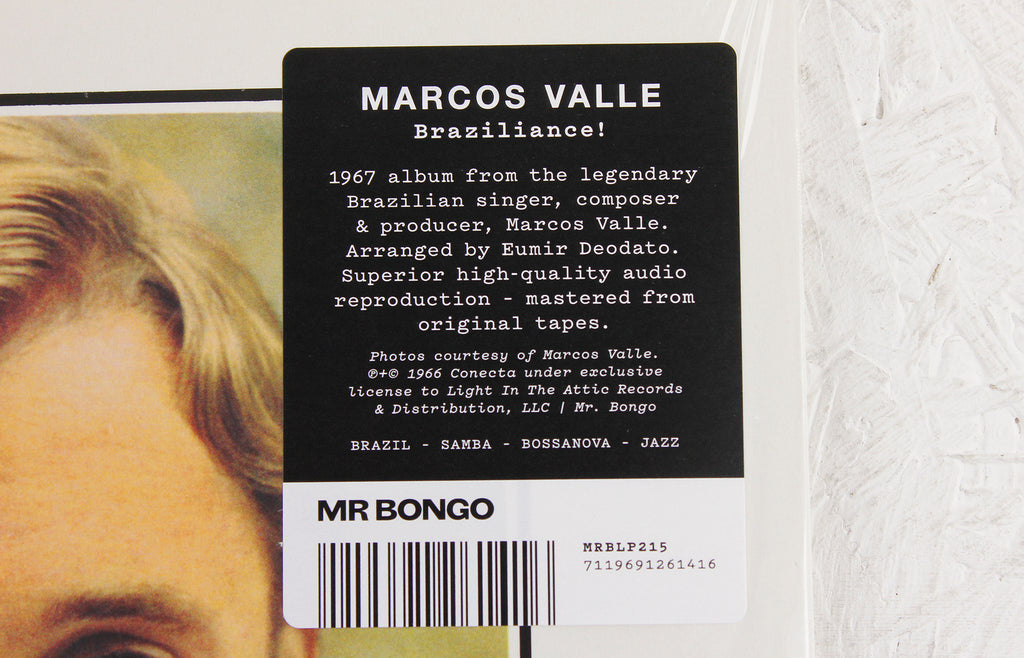 MARCOS VALLE
Braziliance!
1967 album from the legendary
Brazilian singer, composer
& producer, Marcos Valle.
Arranged by Eumir Deodato.
Superior high-quality audio
reproduction - mastered from
original tapes.
Photos courtesy of Marcos Valle.
℗+© 1966 Conecta under exclusive
license to Light In The Attic Records
& Distribution, LLC | Mr. Bongo
BRAZIL - SAMBA - BOSSANOVA - JAZZ
MR BONGO
MRBLP215
7119691261416